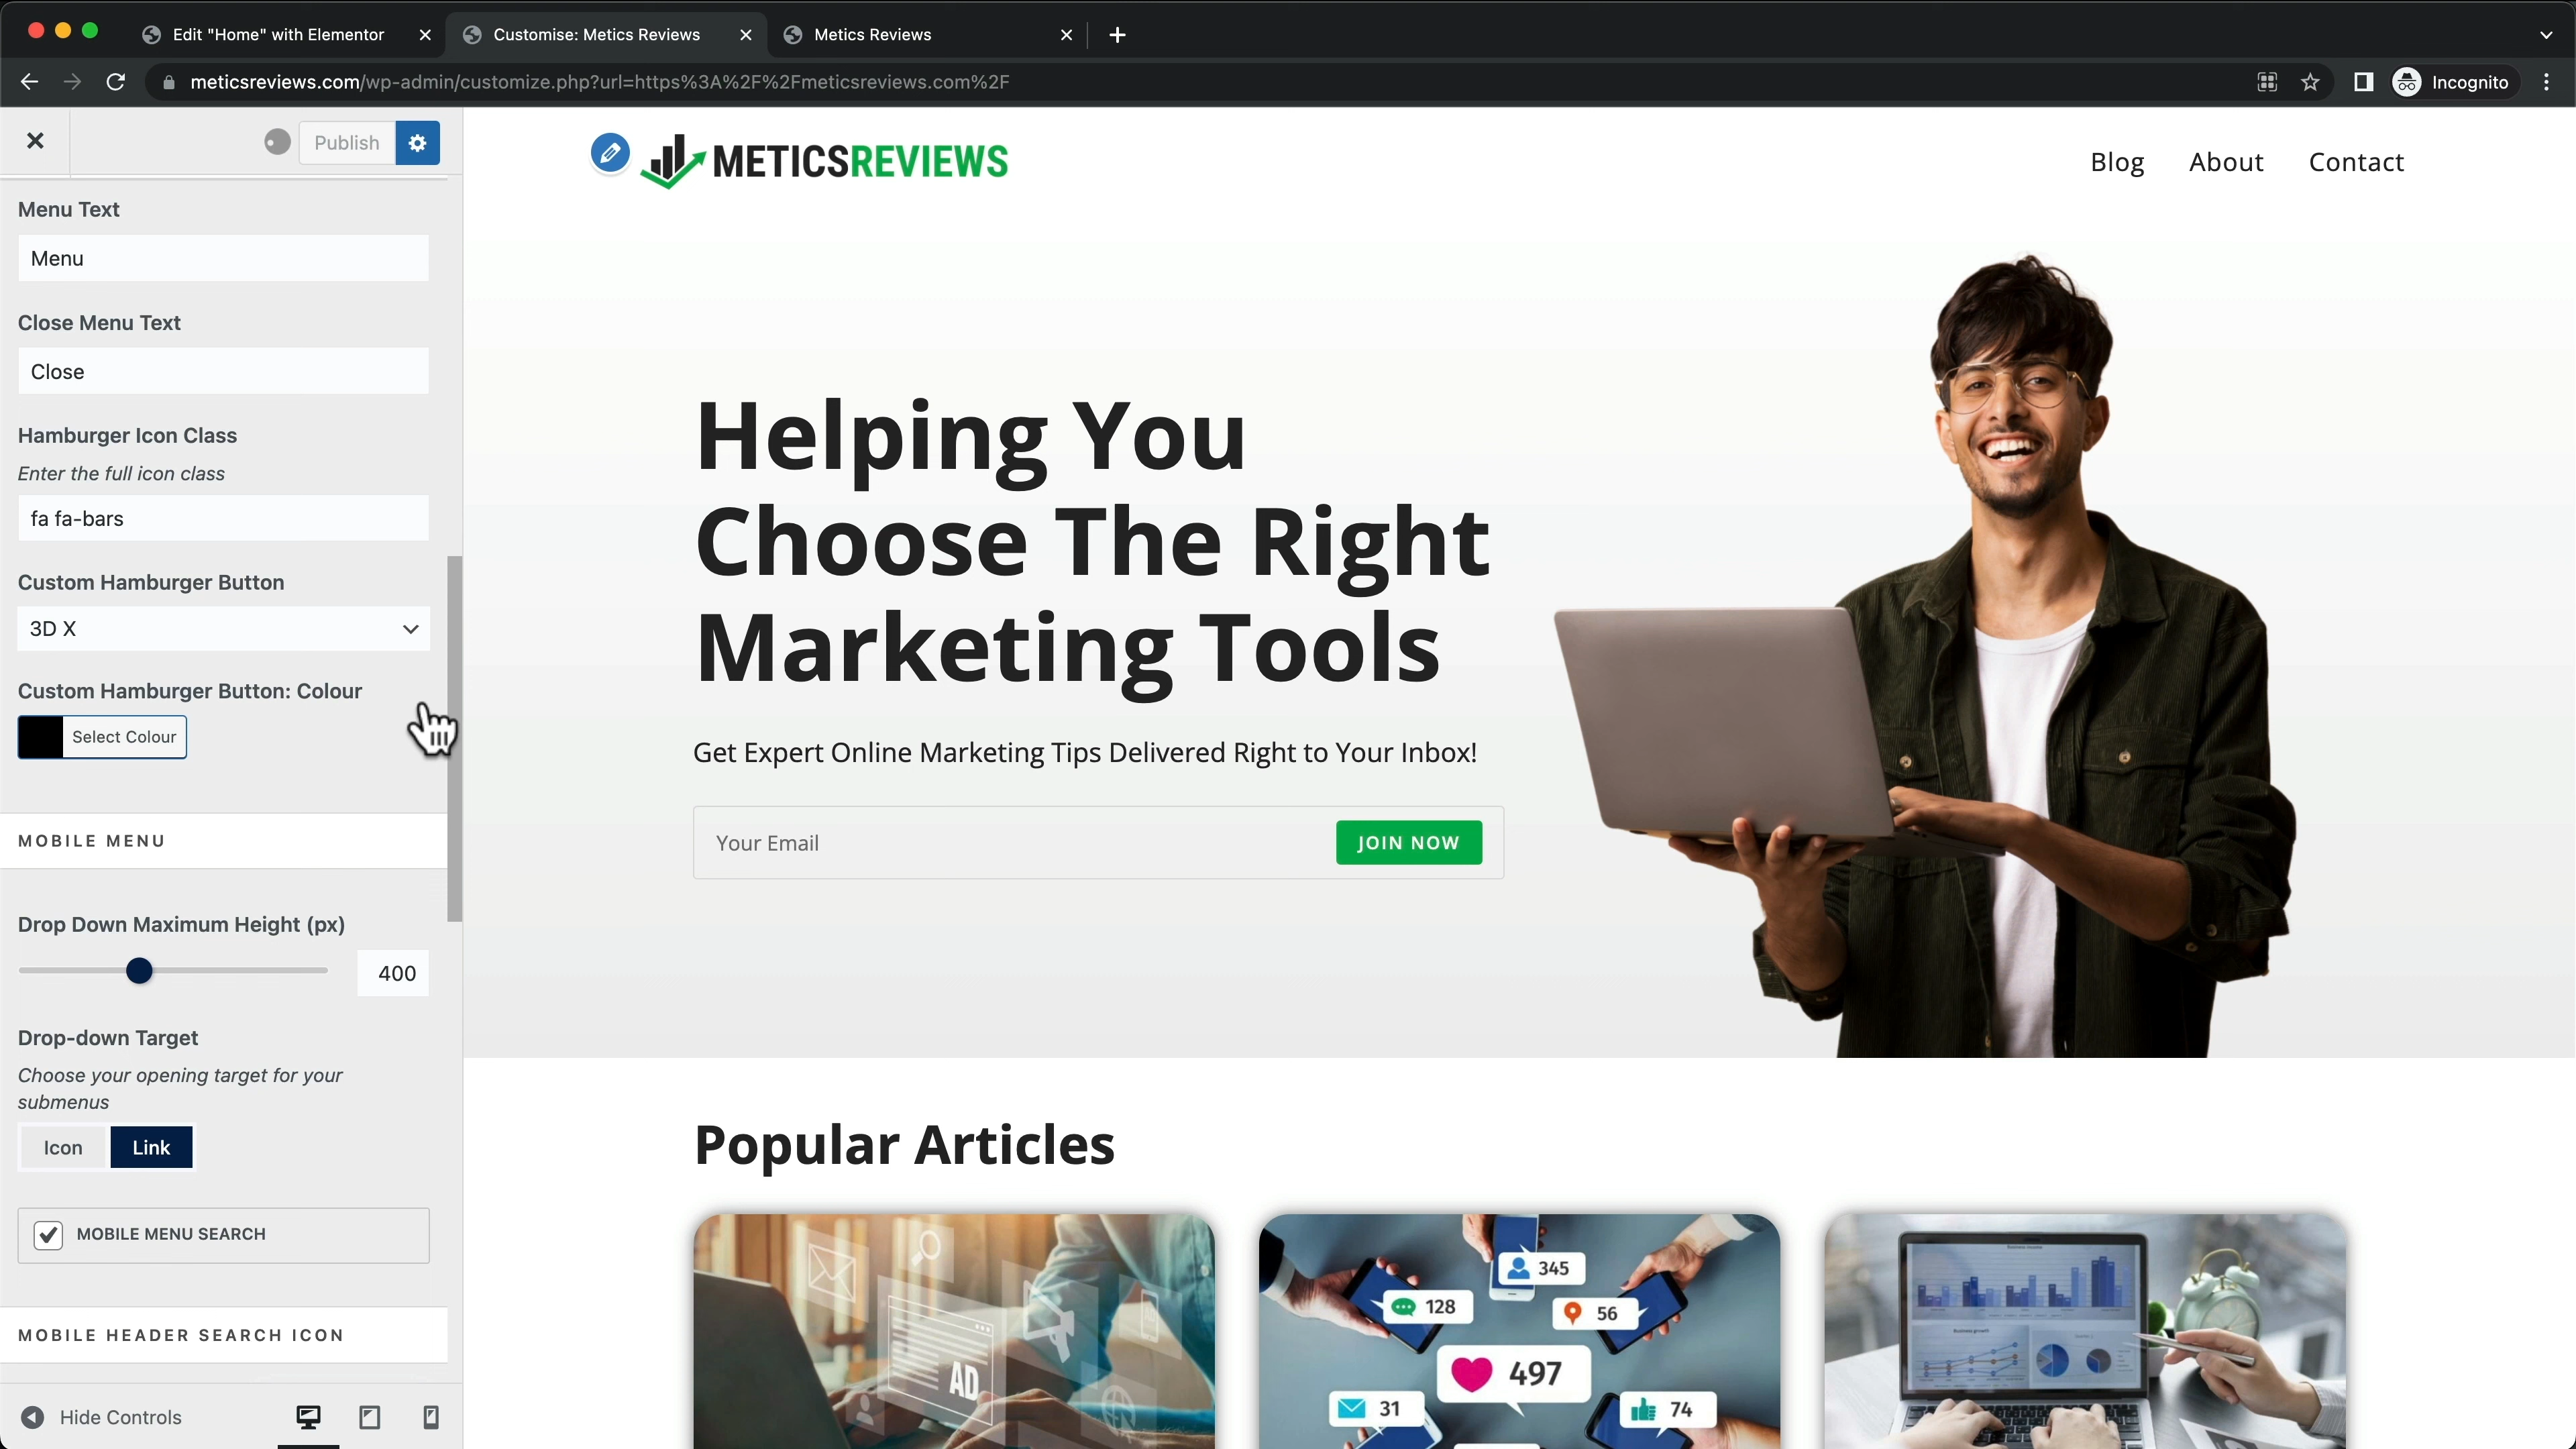 Edit "Home" with Elementor
Customise: Metics Reviews
Metics Reviews
meticsreviews.com/wp-admin/customize.php?url=https%3A%2F%2Fmeticsreviews.com%2F
Incognito
Publish
Menu Text
Menu
Close Menu Text
Close
Hamburger Icon Class
Enter the full icon class
fa fa-bars
Custom Hamburger Button
3D X
Custom Hamburger Button: Colour
Select Colour
MOBILE MENU
Drop Down Maximum Height (px)
400
Drop-down Target
Choose your opening target for your
submenus
Icon
Link
MOBILE MENU SEARCH
MOBILE HEADER SEARCH ICON
Hide Controls
METICSREVIEWS
Blog
About
Contact
Helping You
Choose The Right
Marketing Tools
Get Expert Online Marketing Tips Delivered Right to Your Inbox!
Your Email
JOIN NOW
Popular Articles
AD
345
128
56
497
31
74